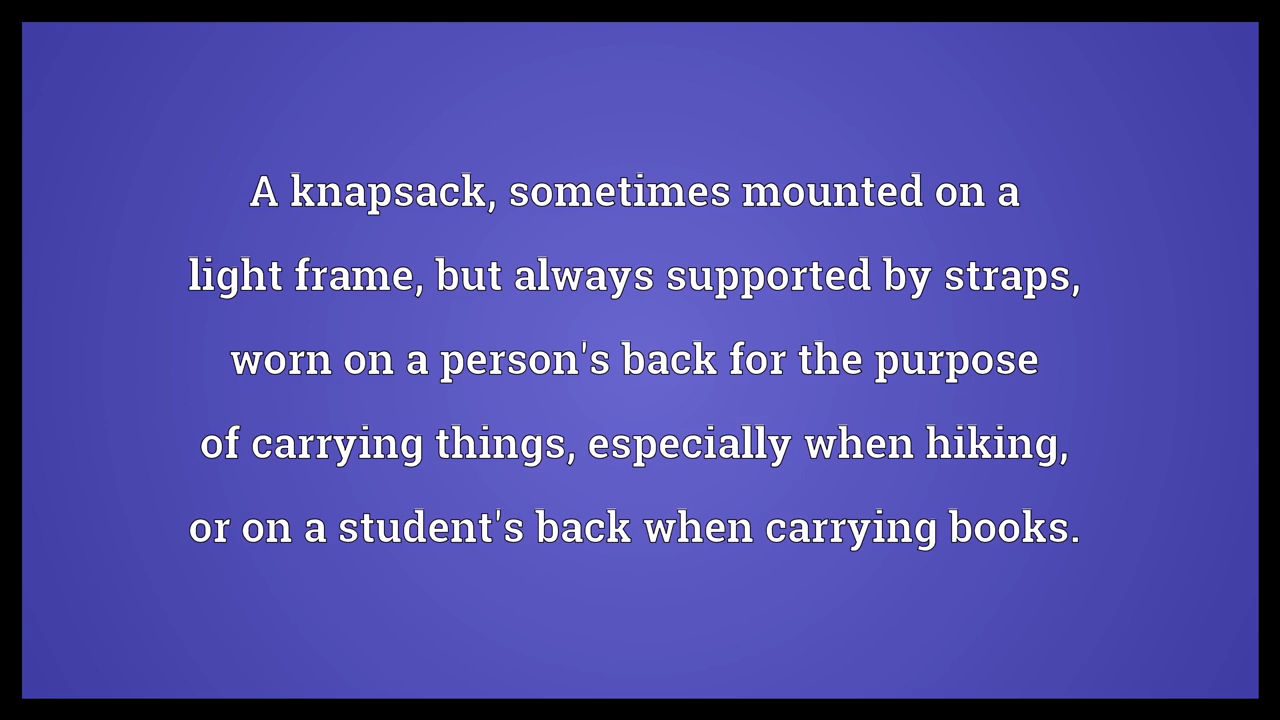 A knapsack, sometimes mounted on a
light frame, but always supported by straps,
worn on a person's back for the purpose
of carrying things, especially when hiking,
or on a student's back when carrying books.